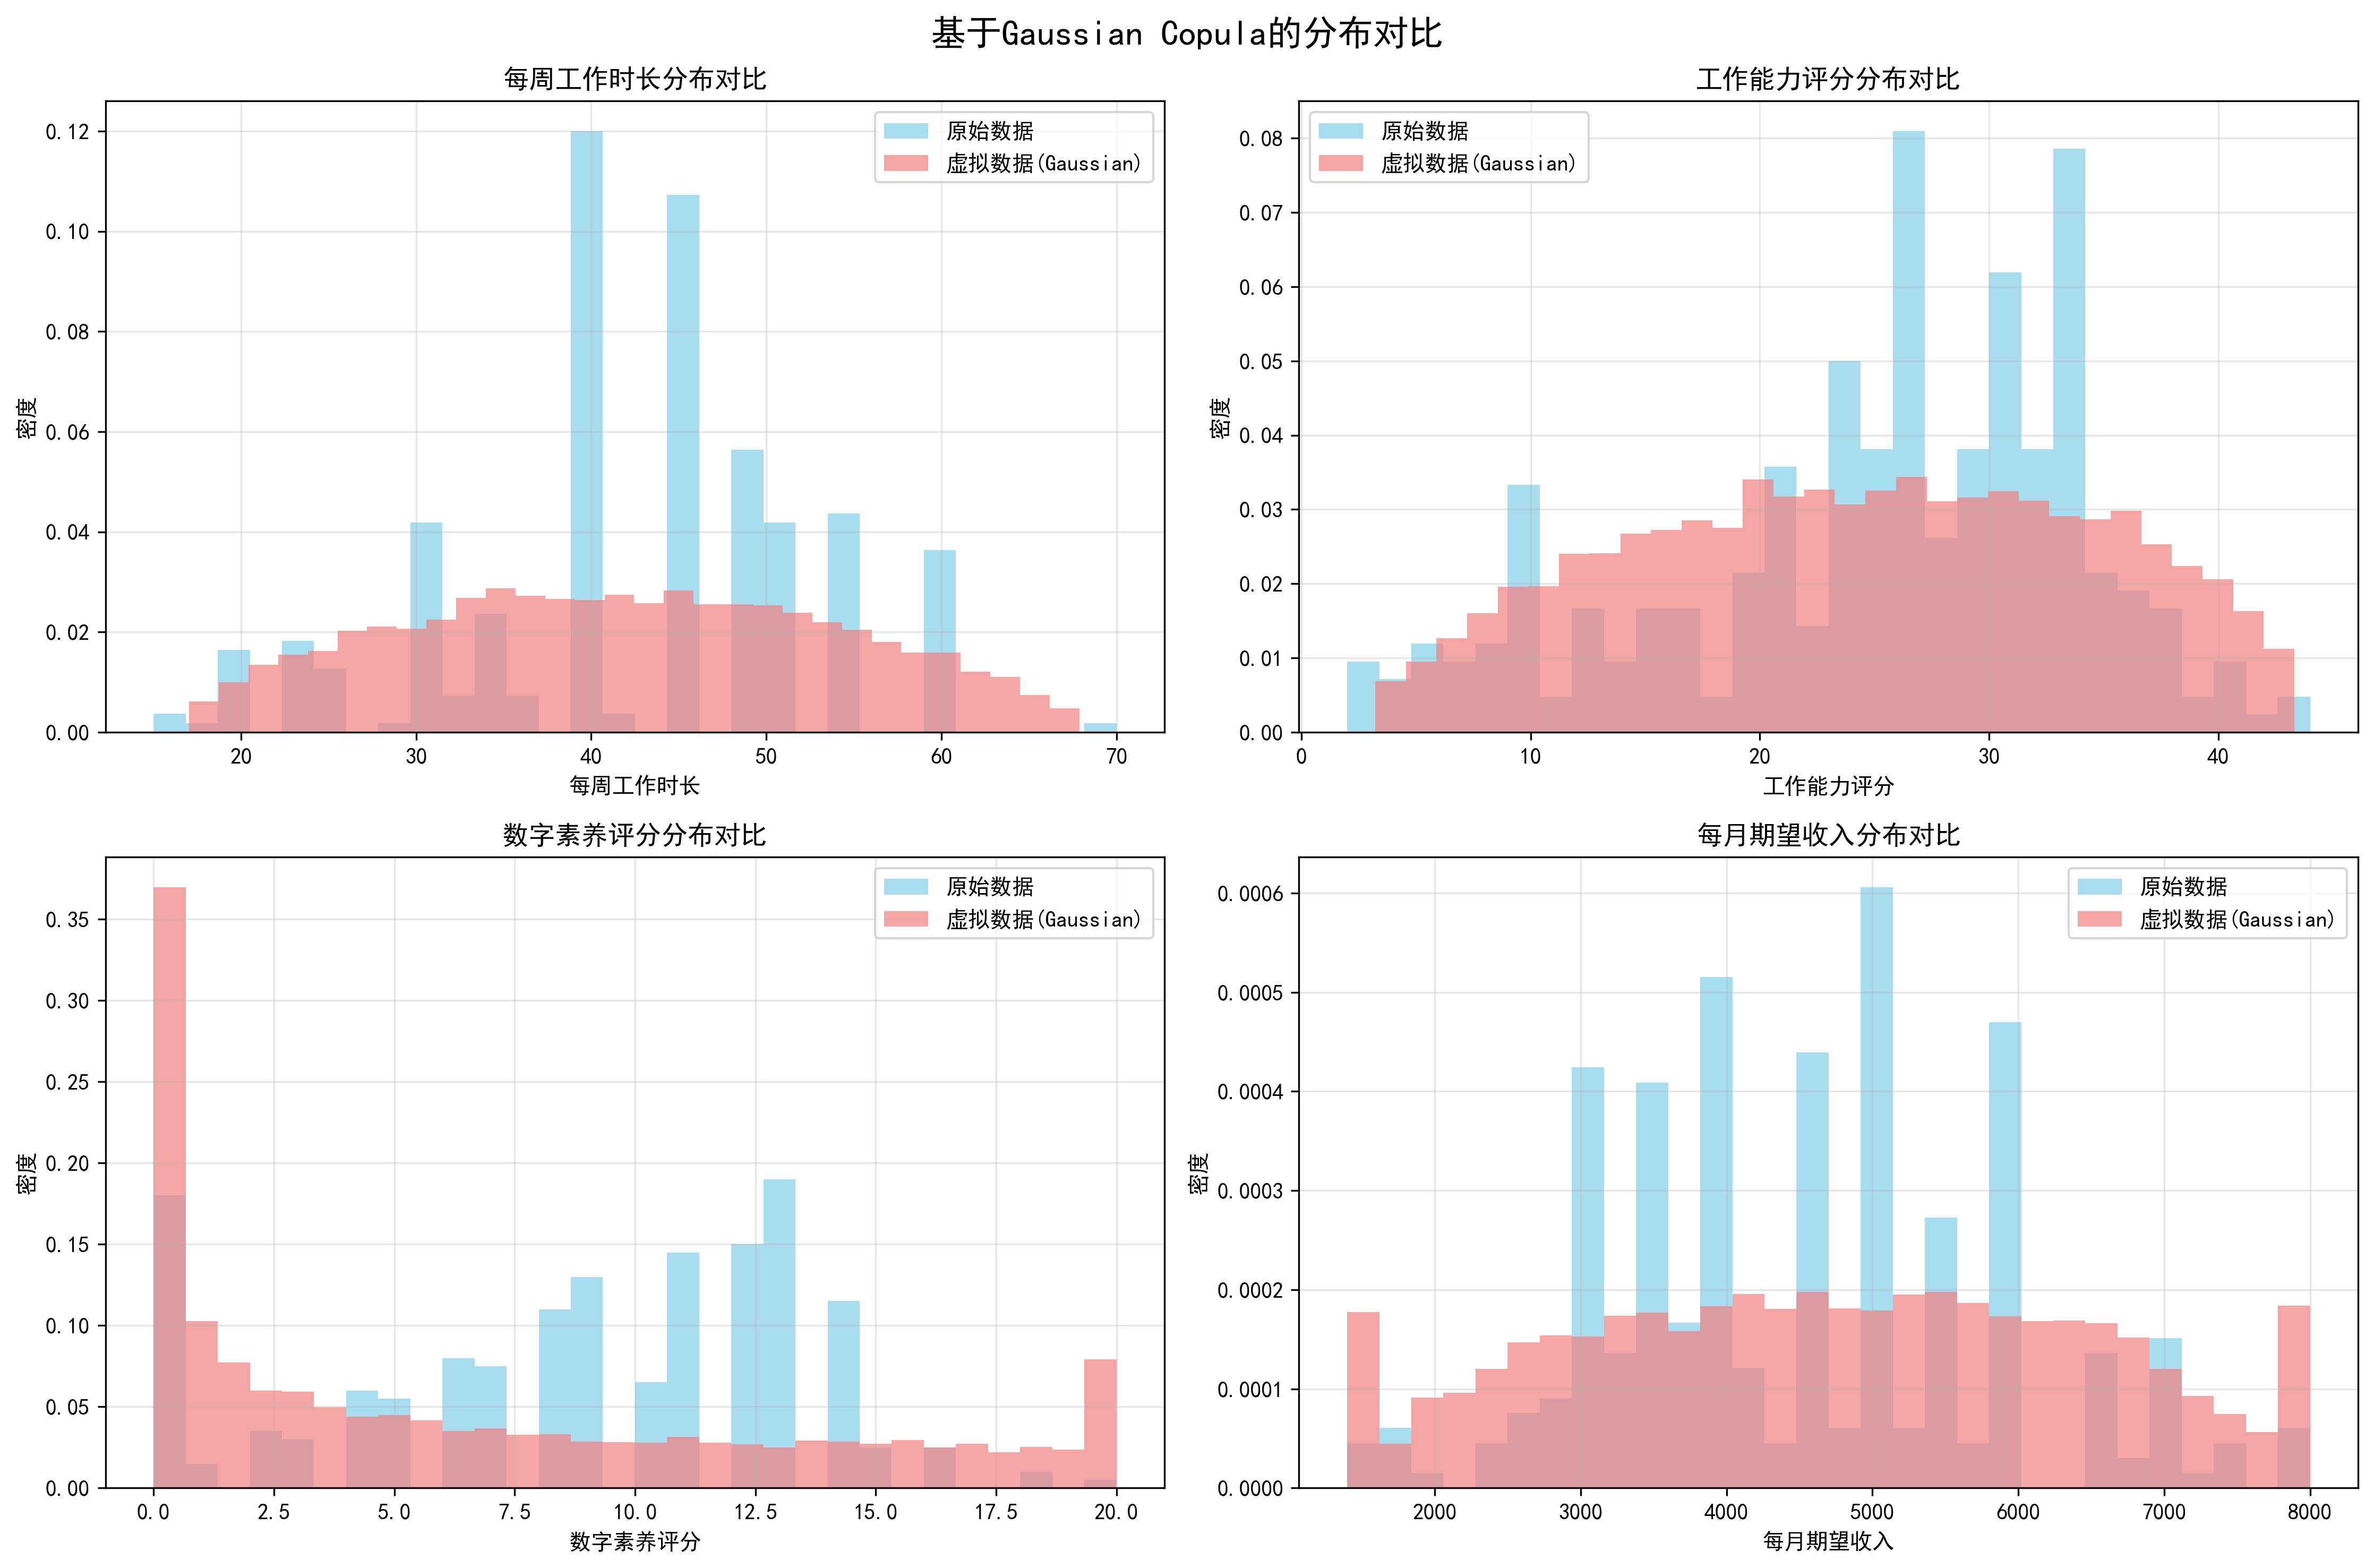 基于Gaussian Copula的分布对比
每周工作时长分布对比
密度
0.12
0.10
0.08
0.06
0.04
0.02
0.00
原始数据
虚拟数据(Gaussian)
20 30 40 50 60 70
每周工作时长
工作能力评分分布对比
密度
0.08
0.07
0.06
0.05
0.04
0.03
0.02
0.01
0.00
原始数据
虚拟数据(Gaussian)
0 10 20 30 40
工作能力评分
数字素养评分分布对比
密度
0.35
0.30
0.25
0.20
0.15
0.10
0.05
0.00
原始数据
虚拟数据(Gaussian)
0.0 2.5 5.0 7.5 10.0 12.5 15.0 17.5 20.0
数字素养评分
每月期望收入分布对比
密度
0.0006
0.0005
0.0004
0.0003
0.0002
0.0001
0.0000
原始数据
虚拟数据(Gaussian)
2000 3000 4000 5000 6000 7000 8000
每月期望收入